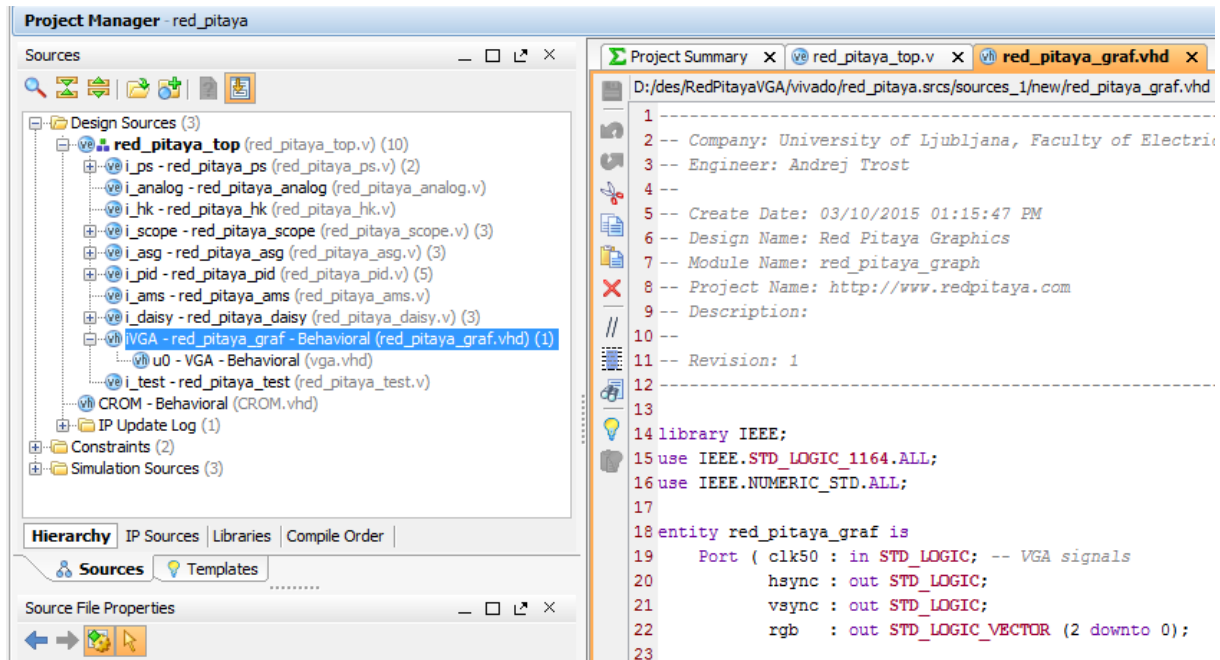 Project Manager - red_pitaya
Sources
Design Sources (3)
red_pitaya_top (red_pitaya_top.v) (10)
i_ps - red_pitaya_ps (red_pitaya_ps.v) (2)
i_analog - red_pitaya_analog (red_pitaya_analog.v)
i_hk - red_pitaya_hk (red_pitaya_hk.v)
i_scope - red_pitaya_scope (red_pitaya_scope.v) (3)
i_asg - red_pitaya_asg (red_pitaya_asg.v) (3)
i_pid - red_pitaya_pid (red_pitaya_pid.v) (5)
i_ams - red_pitaya_ams (red_pitaya_ams.v)
i_daisy - red_pitaya_daisy (red_pitaya_daisy.v) (3)
iVGA - red_pitaya_graf - Behavioral (red_pitaya_graf.vhd) (1)
u0 - VGA - Behavioral (vga.vhd)
i_test - red_pitaya_test (red_pitaya_test.v)
CROM - Behavioral (CROM.vhd)
IP Update Log (1)
Constraints (2)
Simulation Sources (3)
Hierarchy IP Sources Libraries Compile Order
Sources Templates
Source File Properties
Project Summary red_pitaya_top.v red_pitaya_graf.vhd
D:/des/RedPitayaVGA/vivado/red_pitaya.srcs/sources_1/new/red_pitaya_graf.vhd
1 ----------------------------------------------------------
2 -- Company: University of Ljubljana, Faculty of Electric
3 -- Engineer: Andrej Trost
4 --
5 -- Create Date: 03/10/2015 01:15:47 PM
6 -- Design Name: Red Pitaya Graphics
7 -- Module Name: red_pitaya_graph
8 -- Project Name: http://www.redpitaya.com
9 -- Description:
10 --
11 -- Revision: 1
12 ----------------------------------------------------------
13
14 library IEEE;
15 use IEEE.STD_LOGIC_1164.ALL;
16 use IEEE.NUMERIC_STD.ALL;
17
18 entity red_pitaya_graf is
19 Port ( clk50 : in STD_LOGIC; -- VGA signals
20 hsync : out STD_LOGIC;
21 vsync : out STD_LOGIC;
22 rgb : out STD_LOGIC_VECTOR (2 downto 0);
23